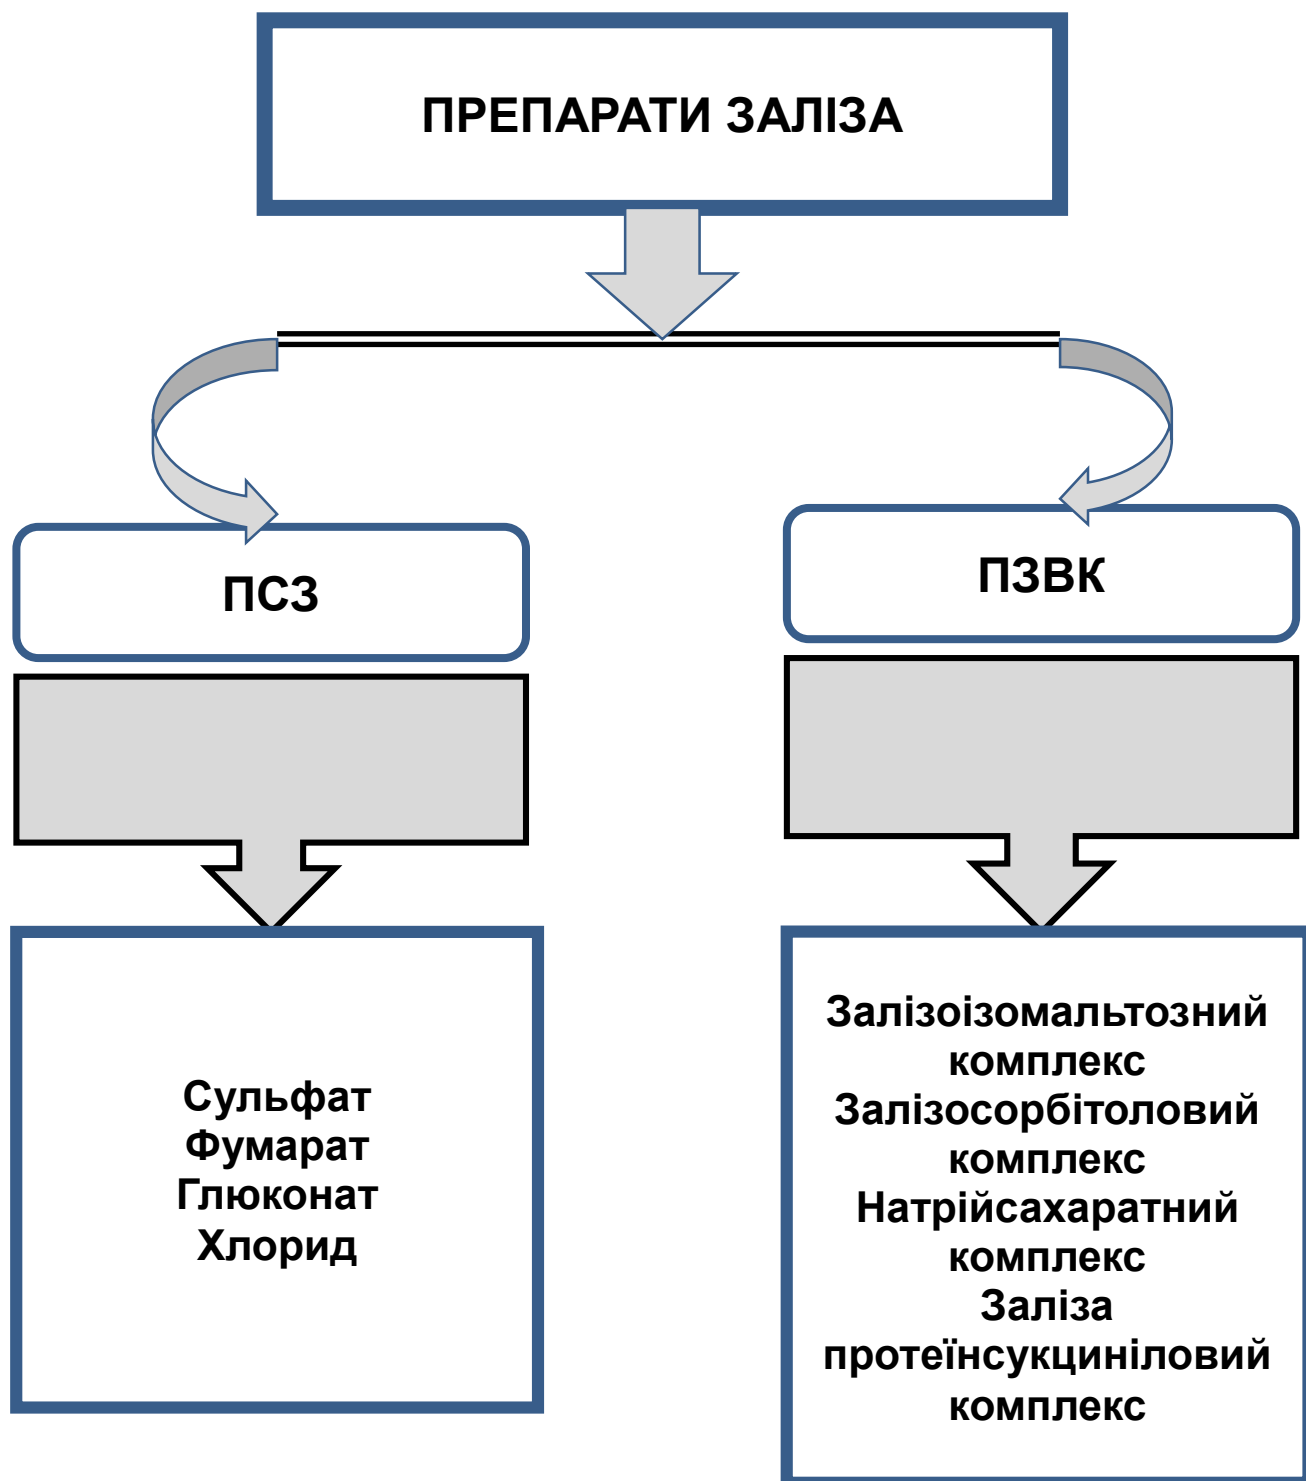 ПРЕПАРАТИ ЗАЛІЗА
ПСЗ
ПЗВК
Сульфат
Фумарат
Глюконат
Хлорид
Залізоізомальтозний
комплекс
Залізосорбітоловий
комплекс
Натрійсахаратний
комплекс
Заліза
протеїнсукциніловий
комплекс